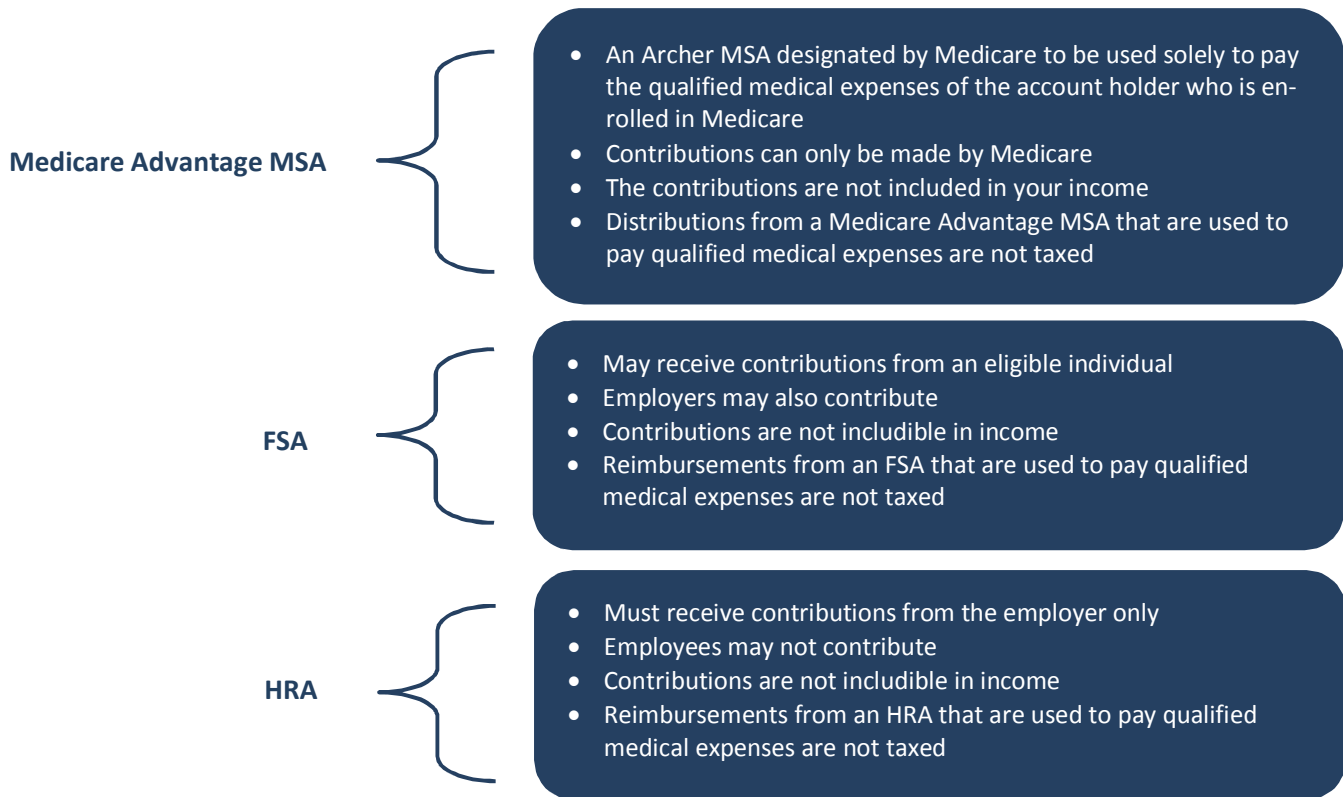 Medicare Advantage MSA
• An Archer MSA designated by Medicare to be used solely to pay
the qualified medical expenses of the account holder who is en-
rolled in Medicare
• Contributions can only be made by Medicare
• The contributions are not included in your income
• Distributions from a Medicare Advantage MSA that are used to
pay qualified medical expenses are not taxed
FSA
• May receive contributions from an eligible individual
• Employers may also contribute
• Contributions are not includible in income
• Reimbursements from an FSA that are used to pay qualified
medical expenses are not taxed
HRA
• Must receive contributions from the employer only
• Employees may not contribute
• Contributions are not includible in income
• Reimbursements from an HRA that are used to pay qualified
medical expenses are not taxed